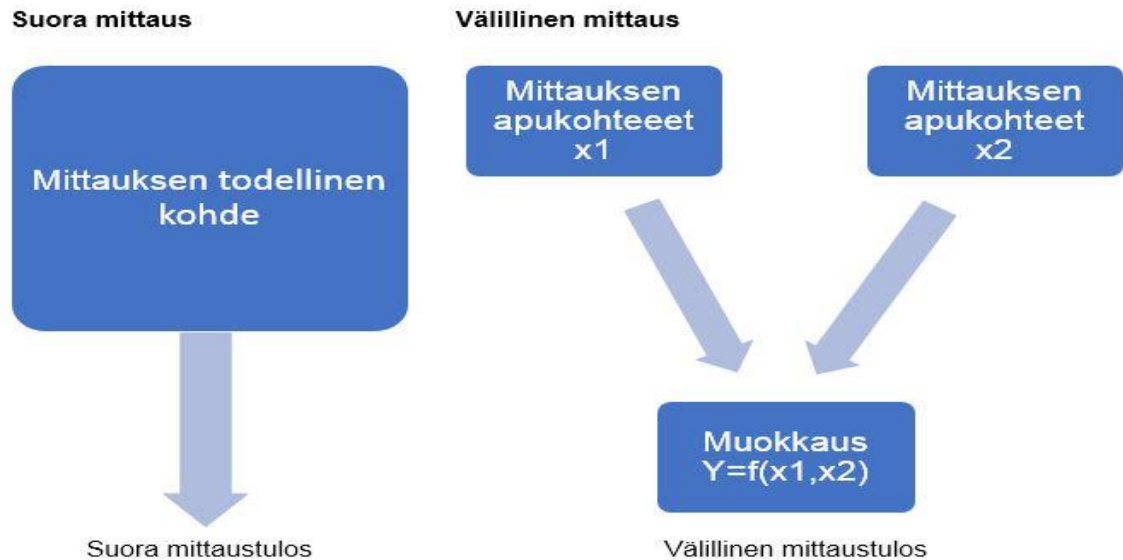 Suora mittaus
Mittauksen todellinen
kohde
Suora mittaustulos
Välillinen mittaus
Mittauksen
apukohteeet
x1
Mittauksen
apukohteet
x2
Muokkaus
Y=f(x1,x2)
Välillinen mittaustulos